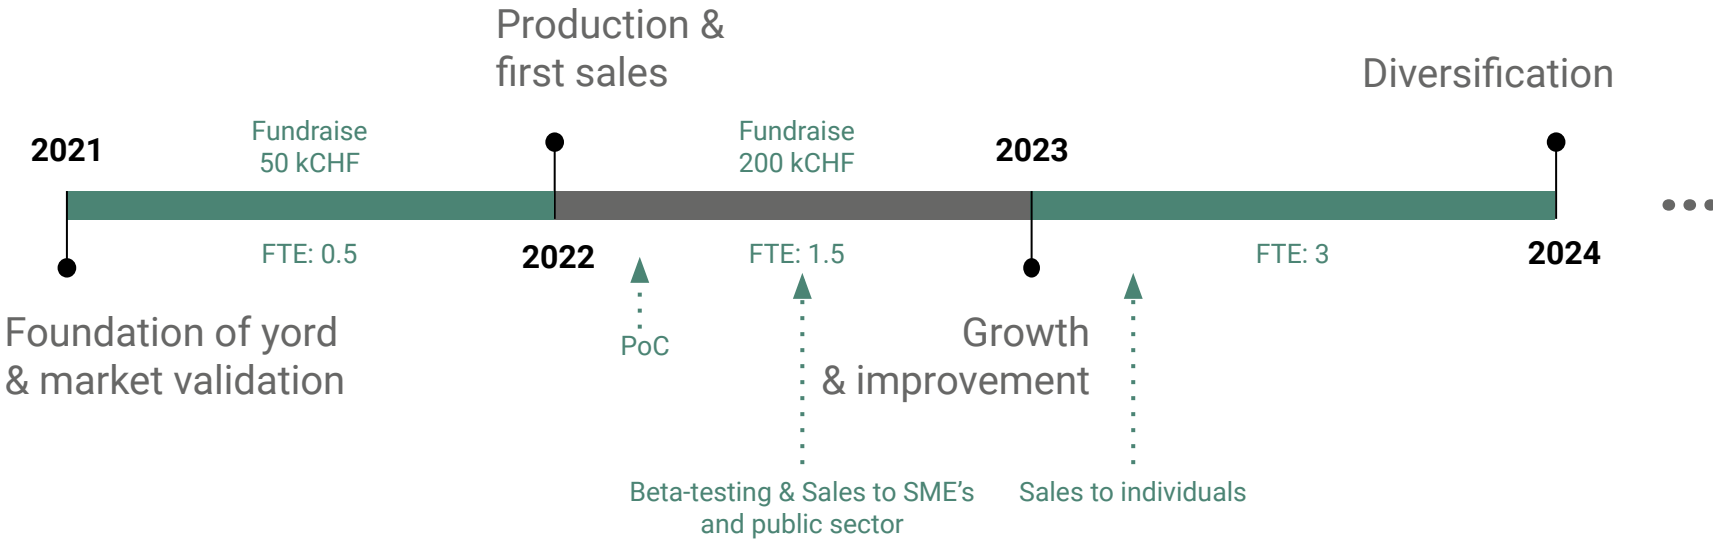 Production &
first sales
Diversification
2021
Fundraise
50 kCHF
Fundraise
200 kCHF
2023
FTE: 0.5
2022
FTE: 1.5
FTE: 3
2024
Foundation of yord
& market validation
PoC
Growth
& improvement
Beta-testing & Sales to SME’s
and public sector
Sales to individuals